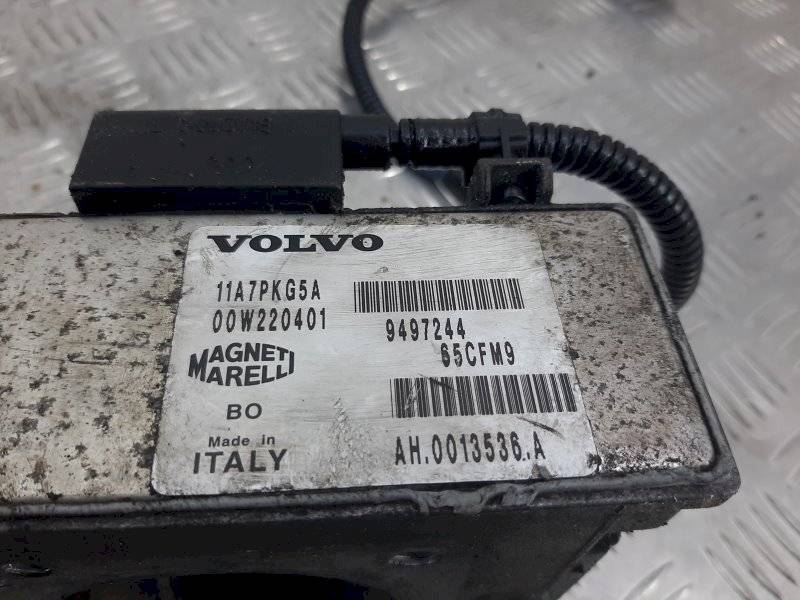 VOLVO
11A7PKG5A
00W220401
9497244
65CFM9
MAGNETI
MARELLI
BO
Made in
ITALY
AH.0013536.A